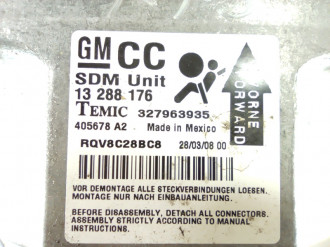 GM CC
SDM Unit
13 288 176
TEMIC 327963935
405678 A2 Made in Mexico
RQV8C28BC8 28/03/08 00
VORNE
FORWARD
VOR DEMONTAGE ALLE STECKVERBINDUNGEN LOESEN.
MONTAGE NUR NACH EINBAUANLEITUNG.
BEFORE DISASSEMBLY, DETACH ALL CONNECTORS.
ASSEMBLY STRICTLY ACCORDING TO MANUAL
INSTRUCTIONS.